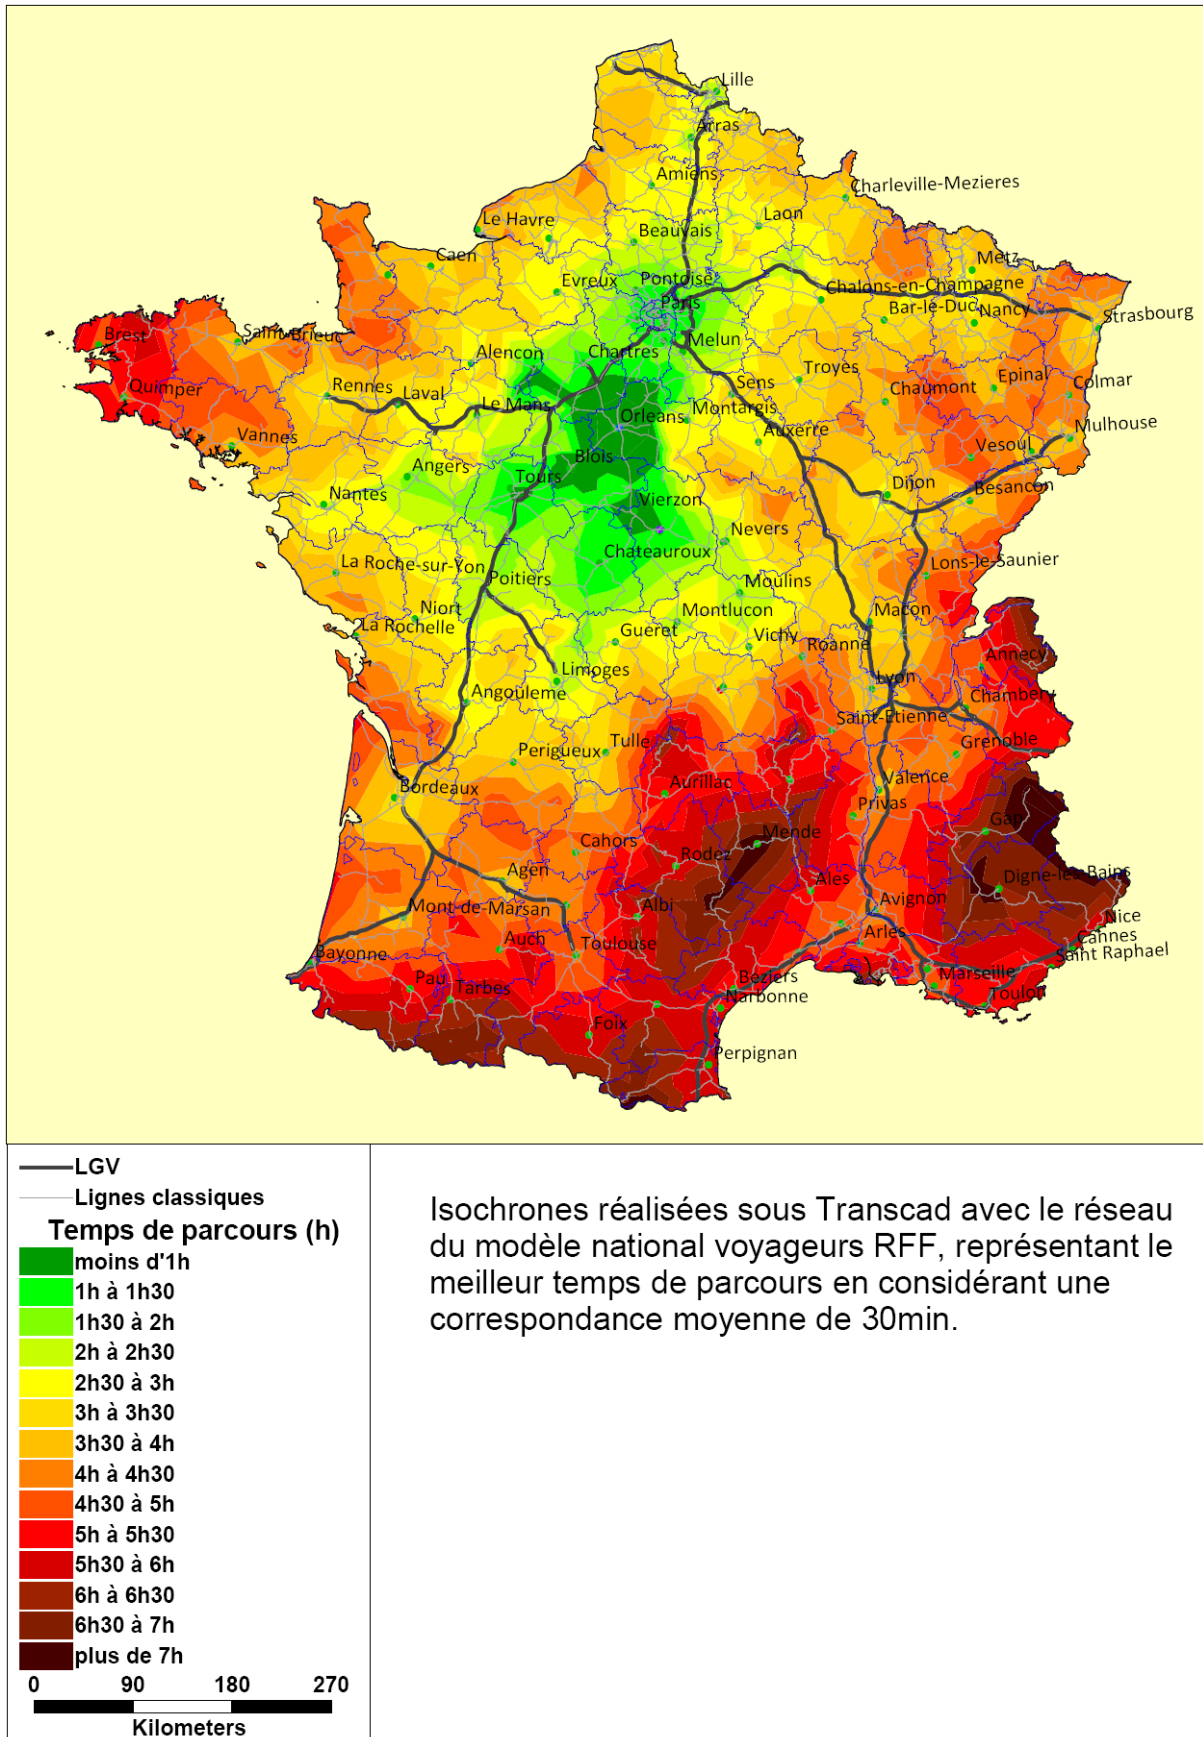 Lille
Arras
Amiens
Charleville-Mezieres
Laon
Le Havre
Beauvais
Caen
Metz
Evreux
Pontoise
Chalons-en-Champagne
Paris
Bar-le-Duc
Nancy
Strasbourg
Brest
Saint-Brieuc
Alencon
Chartres
Melun
Quimper
Rennes
Laval
Le Mans
Sens
Troyes
Chaumont
Epinal
Colmar
Orleans
Montargis
Auxerre
Mulhouse
Vannes
Angers
Blois
Tours
Vesoul
Nantes
Vierzon
Dijon
Besancon
Nevers
Chateauroux
La Roche-sur-Yon
Poitiers
Moulins
Lons-le-Saunier
Niort
Montlucon
Macon
La Rochelle
Gueret
Vichy
Roanne
Limoges
Annecy
Angouleme
Lyon
Chambery
Saint-Etienne
Perigueux
Tulle
Grenoble
Aurillac
Valence
Bordeaux
Privas
Gap
Mende
Cahors
Rodez
Agen
Ales
Digne-les-Bains
Mont-de-Marsan
Albi
Avignon
Nice
Auch
Toulouse
Arles
Cannes
Bayonne
Saint Raphael
Pau
Tarbes
Beziers
Marseille
Narbonne
Toulon
Foix
Perpignan
LGV
Lignes classiques
Temps de parcours (h)
moins d'1h
1h à 1h30
1h30 à 2h
2h à 2h30
2h30 à 3h
3h à 3h30
3h30 à 4h
4h à 4h30
4h30 à 5h
5h à 5h30
5h30 à 6h
6h à 6h30
6h30 à 7h
plus de 7h
0 90 180 270
Kilometers
Isochrones réalisées sous Transcad avec le réseau
du modèle national voyageurs RFF, représentant le
meilleur temps de parcours en considérant une
correspondance moyenne de 30min.